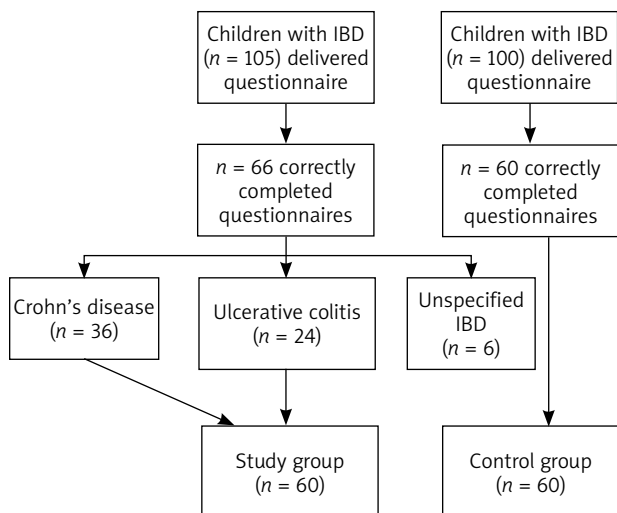 Children with IBD
(n = 105) delivered
questionnaire
Children with IBD
(n = 100) delivered
questionnaire
n = 66 correctly
completed
questionnaires
n = 60 correctly
completed
questionnaires
Crohn's disease
(n = 36)
Ulcerative colitis
(n = 24)
Unspecified
IBD
(n = 6)
Study group
(n = 60)
Control group
(n = 60)